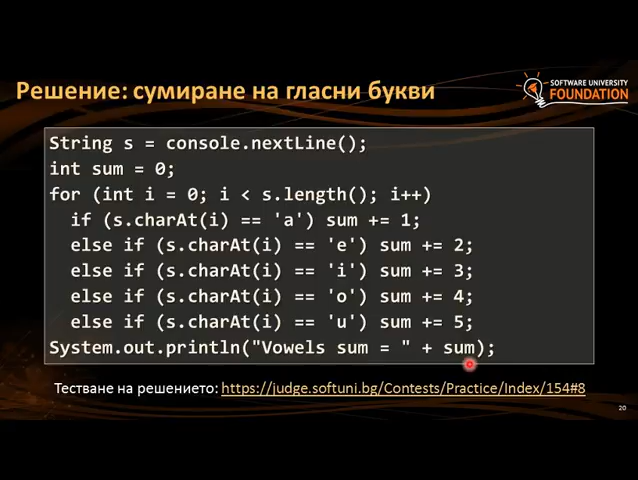 Решение: сумиране на гласни букви
SOFTWARE UNIVERSITY
FOUNDATION
String s = console.nextLine();
int sum = 0;
for (int i = 0; i < s.length(); i++)
  if (s.charAt(i) == 'a') sum += 1;
  else if (s.charAt(i) == 'e') sum += 2;
  else if (s.charAt(i) == 'i') sum += 3;
  else if (s.charAt(i) == 'o') sum += 4;
  else if (s.charAt(i) == 'u') sum += 5;
System.out.println("Vowels sum = " + sum);
Тестване на решението: https://judge.softuni.bg/Contests/Practice/Index/154#8
20